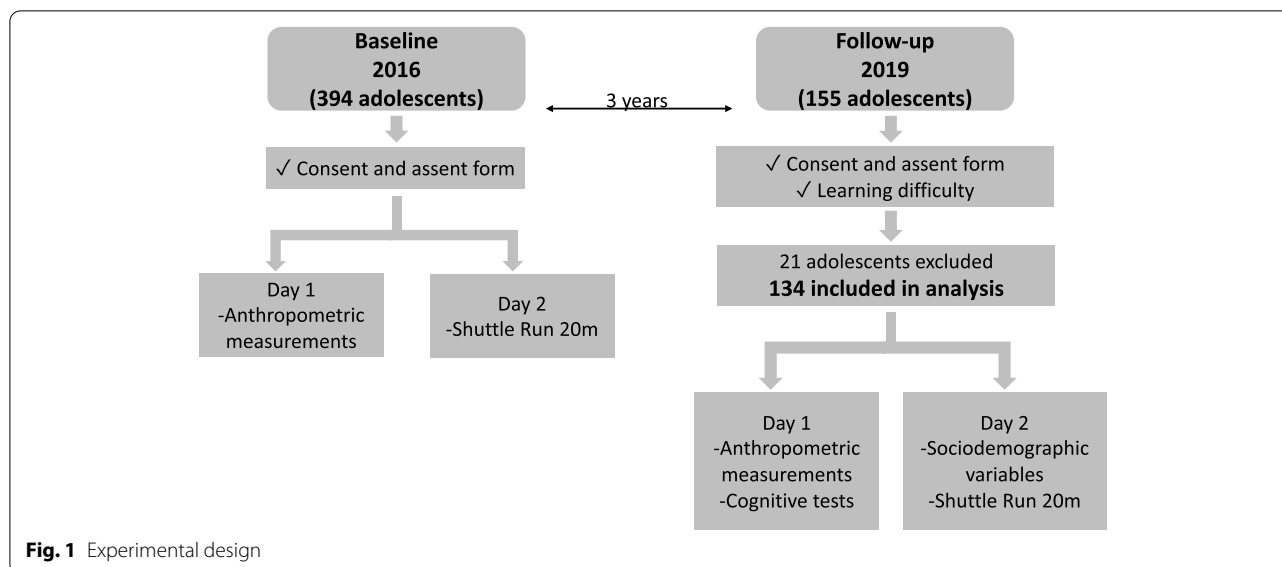 Baseline
2016
(394 adolescents)
3 years
Follow-up
2019
(155 adolescents)
✓ Consent and assent form
✓ Consent and assent form
✓ Learning difficulty
21 adolescents excluded
134 included in analysis
Day 1
-Anthropometric
measurements
Day 2
-Shuttle Run 20m
Day 1
-Anthropometric
measurements
-Cognitive tests
Day 2
-Sociodemographic
variables
-Shuttle Run 20m
Fig. 1 Experimental design